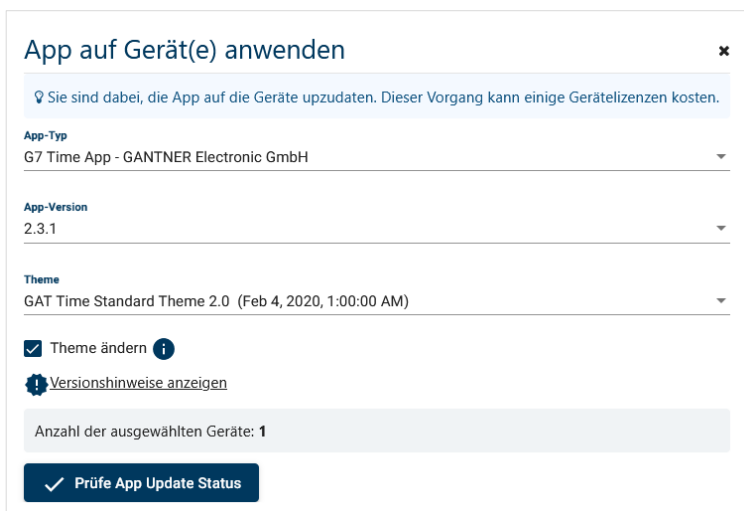 App auf Gerät(e) anwenden
Sie sind dabei, die App auf die Geräte upzudaten. Dieser Vorgang kann einige Gerätelizenzen kosten.
App-Typ
G7 Time App - GANTNER Electronic GmbH
App-Version
2.3.1
Theme
GAT Time Standard Theme 2.0 (Feb 4, 2020, 1:00:00 AM)
Theme ändern
Versionshinweise anzeigen
Anzahl der ausgewählten Geräte: 1
Prüfe App Update Status